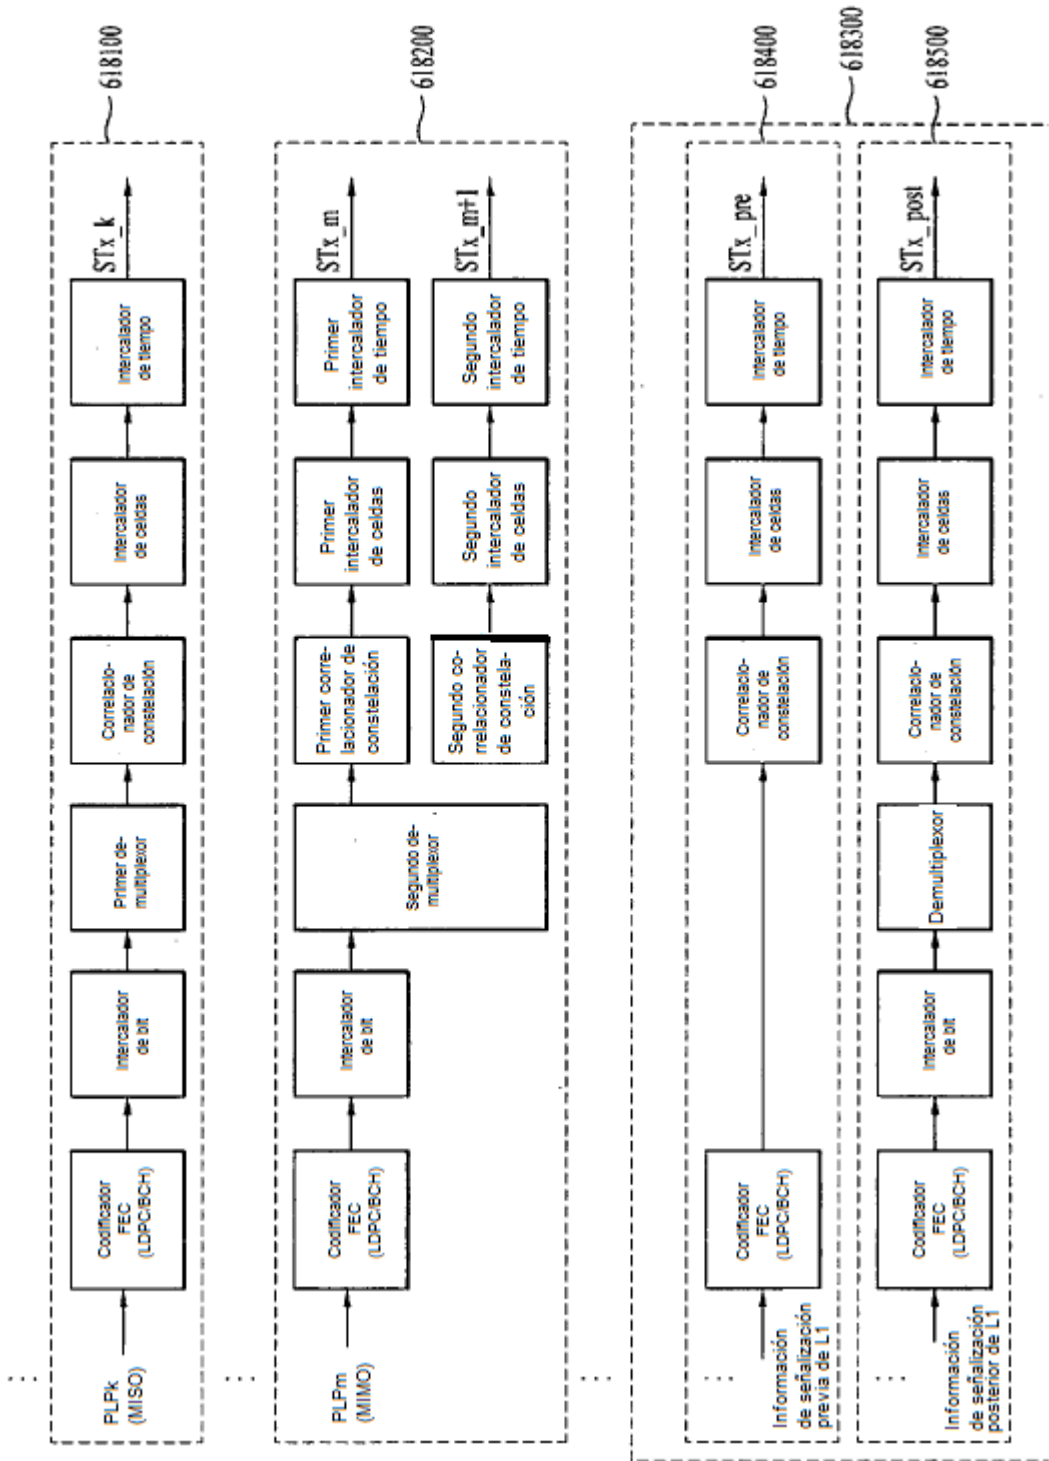 PLPk
(MISO)
Codificador
FEC
(LDPC/BCH)
Intercalador
de bit
Primer de-
multiplexor
Correlacio-
nador de
constelación
Intercalador
de celdas
Intercalador
de tiempo
STx_k
618100
PLPm
(MIMO)
Codificador
FEC
(LDPC/BCH)
Intercalador
de bit
Segundo de-
multiplexor
Primer corre-
lacionador de
constelación
Primer
intercalador
de celdas
Primer
intercalador
de tiempo
STx_m
Segundo co-
rrelacionador
de constela-
ción
Segundo
intercalador
de celdas
Segundo
intercalador
de tiempo
STx_m+1
618200
Información
de señalización
previa de L1
Codificador
FEC
(LDPC/BCH)
Correlacio-
nador de
constelación
Intercalador
de celdas
Intercalador
de tiempo
STx_pre
618400
618300
Información
de señalización
posterior de L1
Codificador
FEC
(LDPC/BCH)
Intercalador
de bit
Demultiplexor
Correlacio-
nador de
constelación
Intercalador
de celdas
Intercalador
de tiempo
STx_post
618500